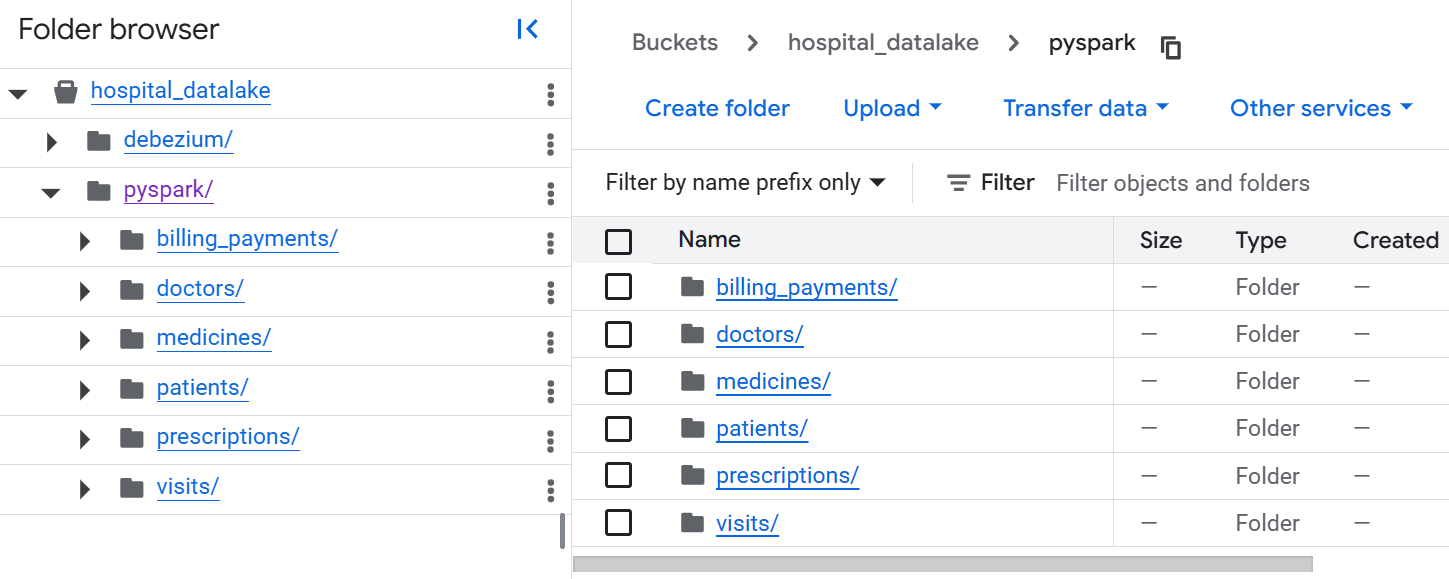 Folder browser
hospital_datalake
debezium/
pyspark/
billing_payments/
doctors/
medicines/
patients/
prescriptions/
visits/
Buckets > hospital_datalake > pyspark
Create folder Upload Transfer data Other services
Filter by name prefix only Filter Filter objects and folders
Name Size Type Created
billing_payments/ — Folder —
doctors/ — Folder —
medicines/ — Folder —
patients/ — Folder —
prescriptions/ — Folder —
visits/ — Folder —